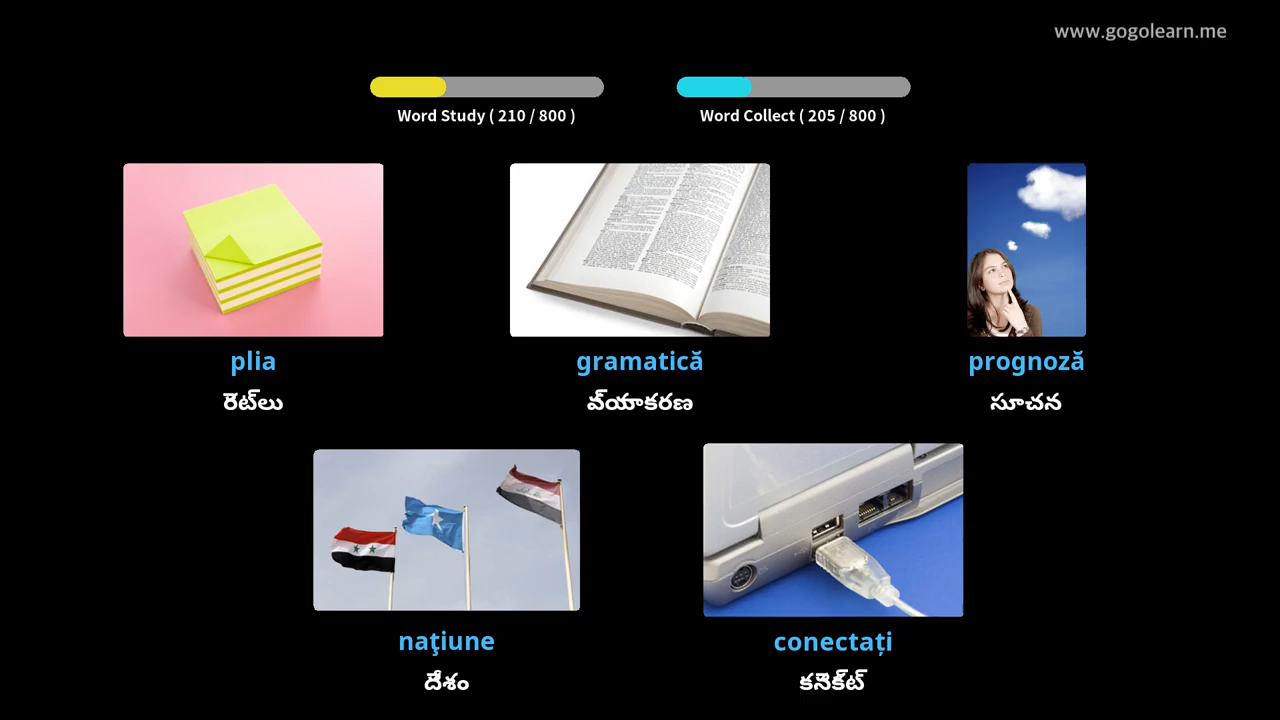 www.gogolearn.me
Word Study ( 210 / 800 )
Word Collect ( 205 / 800 )
plia
రెట్‌లు
gramatică
వ్‌యాకరణ
prognoză
సూచన
naţiune
దేశం
conectați
కనెక్‌ట్